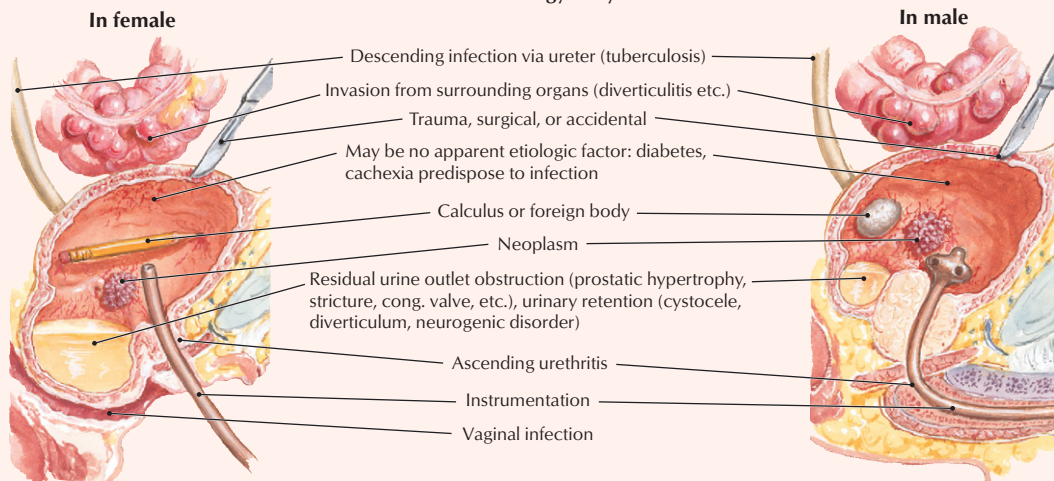 In female
In male
Descending infection via ureter (tuberculosis)
Invasion from surrounding organs (diverticulitis etc.)
Trauma, surgical, or accidental
May be no apparent etiologic factor: diabetes,
cachexia predispose to infection
Calculus or foreign body
Neoplasm
Residual urine outlet obstruction (prostatic hypertrophy,
stricture, cong. valve, etc.), urinary retention (cystocele,
diverticulum, neurogenic disorder)
Ascending urethritis
Instrumentation
Vaginal infection